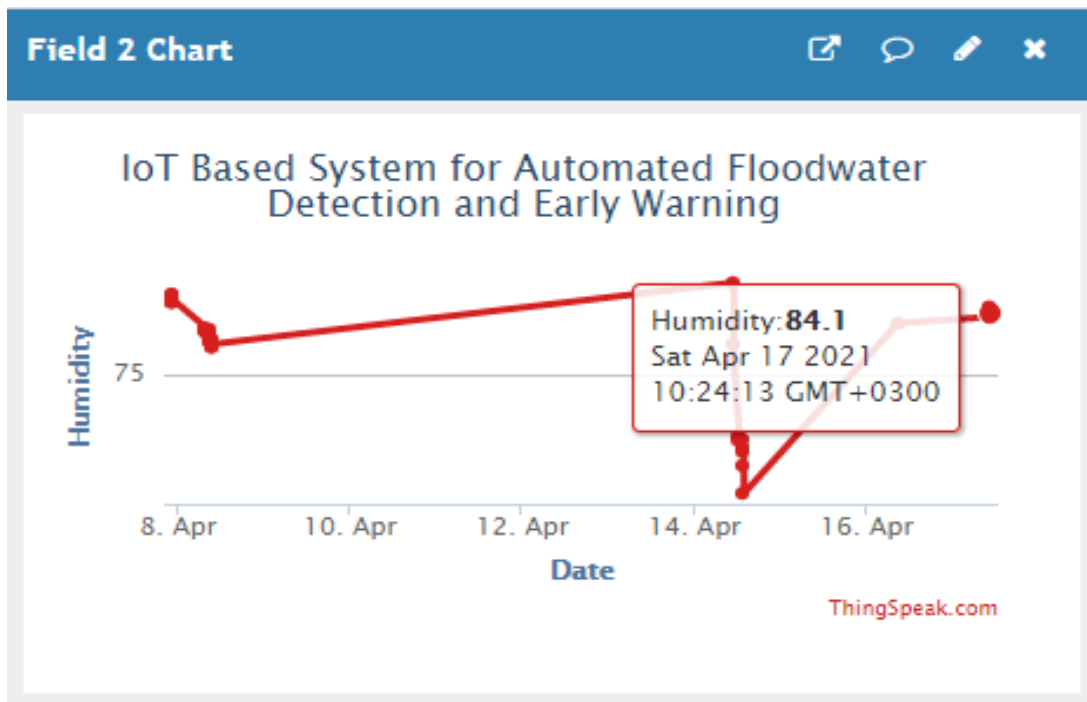 Field 2 Chart
IoT Based System for Automated Floodwater
Detection and Early Warning
Humidity
75
Humidity:84.1
Sat Apr 17 2021
10:24:13 GMT+0300
8. Apr
10. Apr
12. Apr
14. Apr
16. Apr
Date
ThingSpeak.com